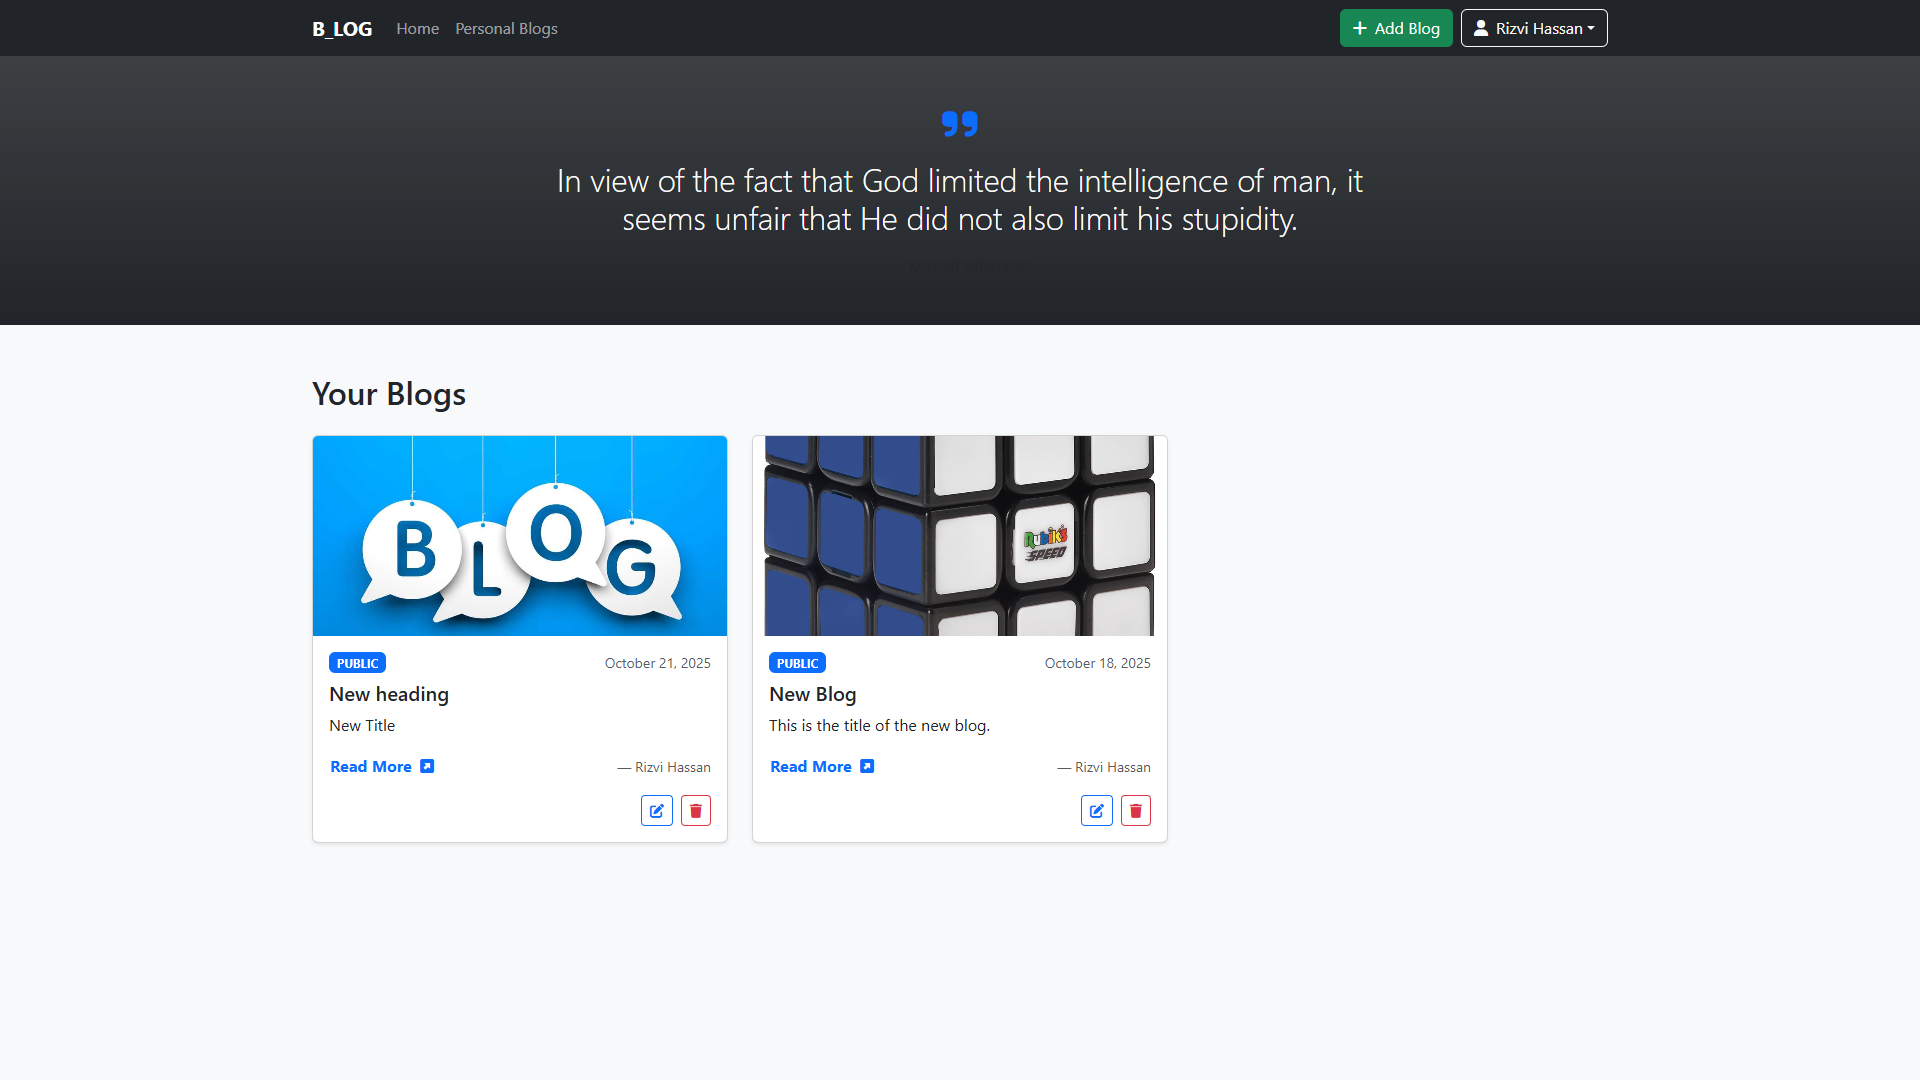 B_LOG Home Personal Blogs Add Blog Rizvi Hassan
In view of the fact that God limited the intelligence of man, it
seems unfair that He did not also limit his stupidity.
Your Blogs
B L O G
Rubik's
SPEED
PUBLIC October 21, 2025
New heading
New Title
Read More — Rizvi Hassan
PUBLIC October 18, 2025
New Blog
This is the title of the new blog.
Read More — Rizvi Hassan